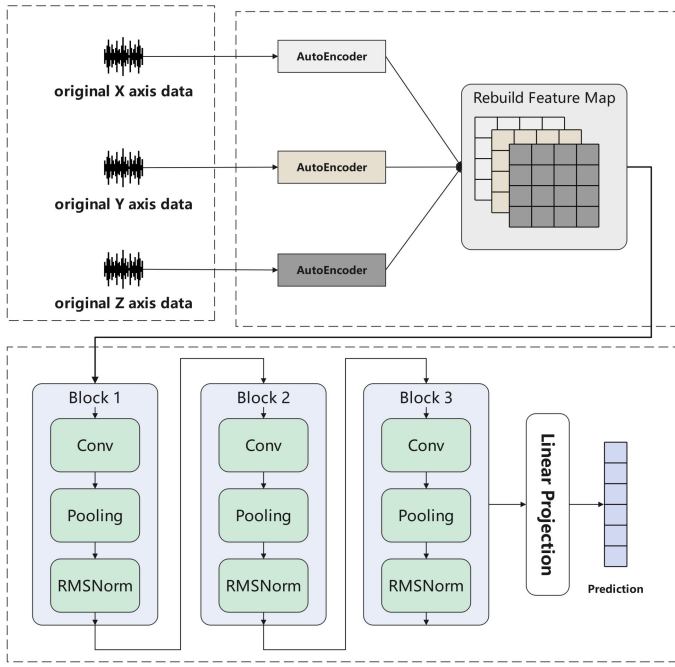 original X axis data
AutoEncoder
Rebuild Feature Map
original Y axis data
AutoEncoder
original Z axis data
AutoEncoder
Block 1
Conv
Pooling
RMSNorm
Block 2
Conv
Pooling
RMSNorm
Block 3
Conv
Pooling
RMSNorm
Linear Projection
Prediction